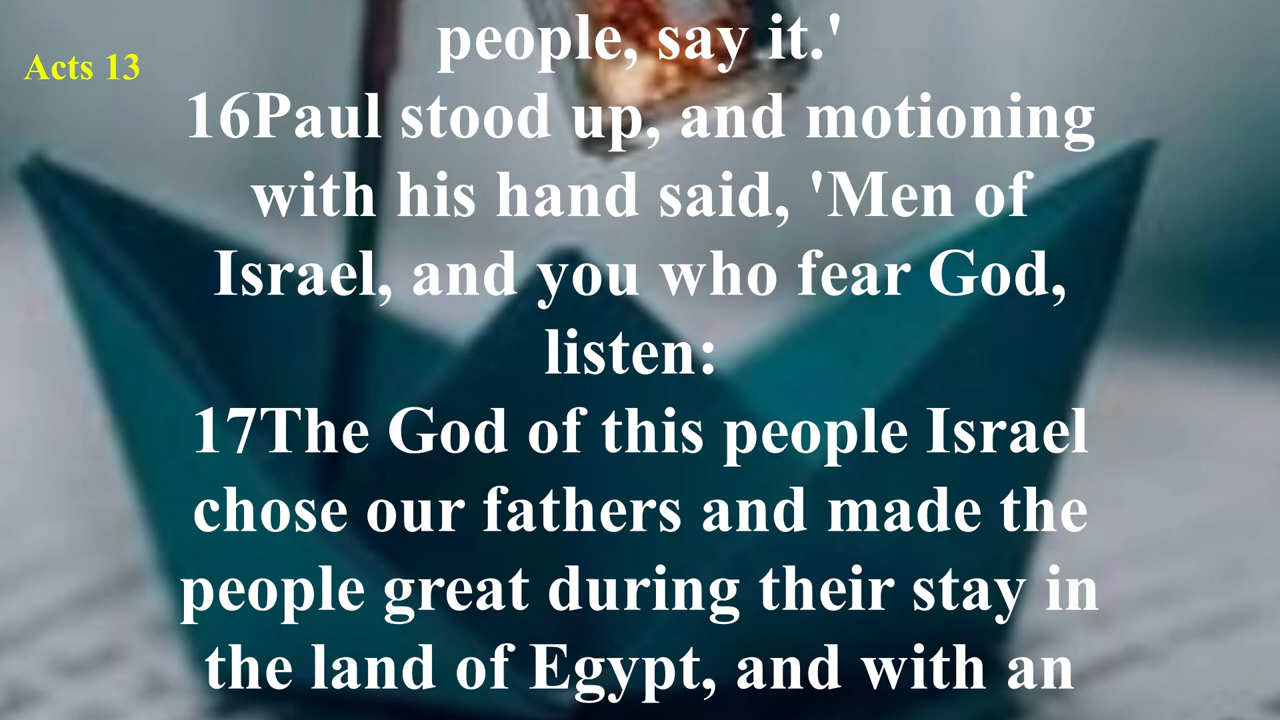 Acts 13
people, say it.'
16Paul stood up, and motioning
with his hand said, 'Men of
Israel, and you who fear God,
listen:
17The God of this people Israel
chose our fathers and made the
people great during their stay in
the land of Egypt, and with an